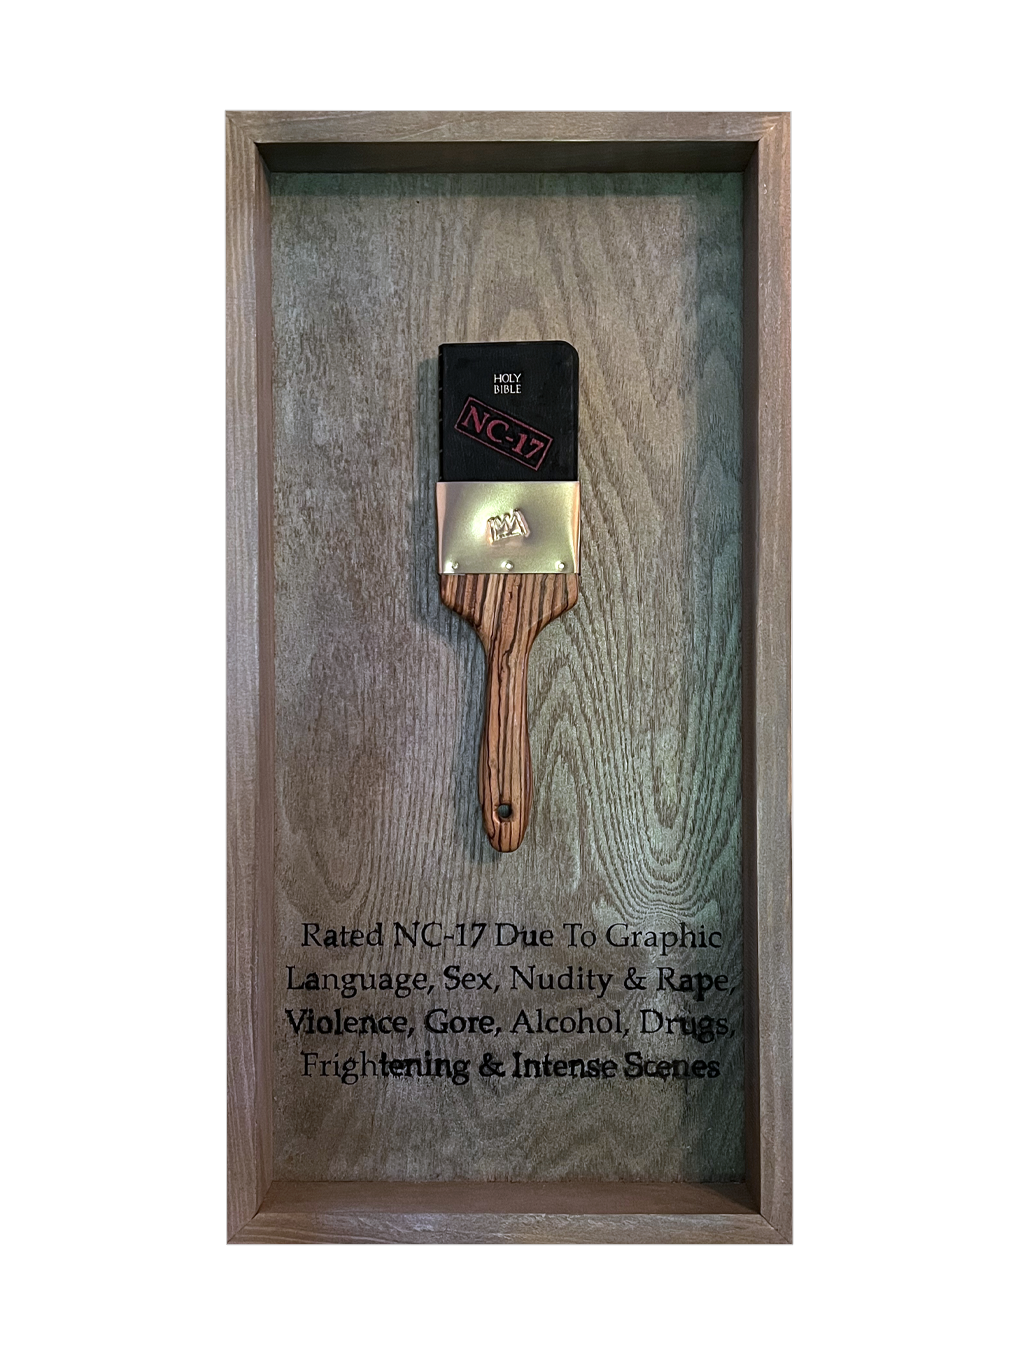 HOLY
BIBLE
NC-17
Rated NC-17 Due To Graphic
Language, Sex, Nudity & Rape,
Violence, Gore, Alcohol, Drugs,
Frightening & Intense Scenes